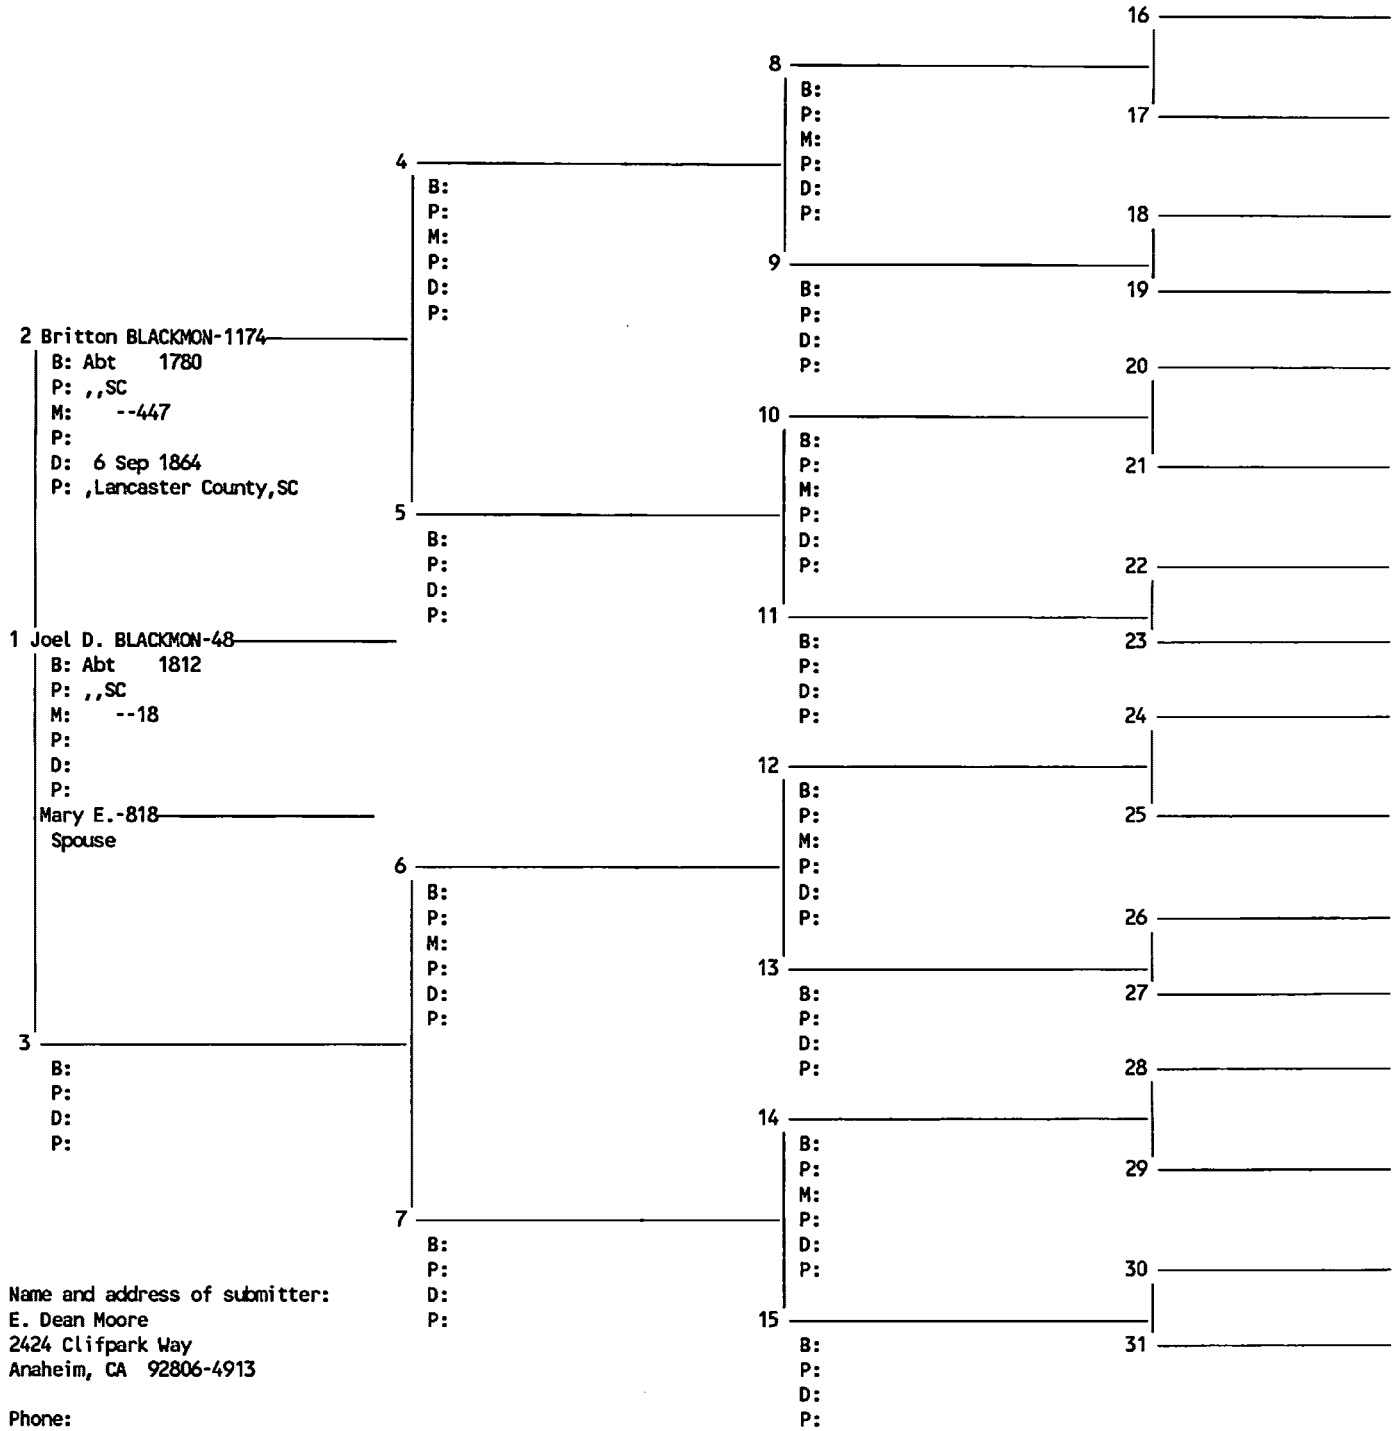 2 Britton BLACKMON-1174
B: Abt 1780
P: ,,SC
M: --447
P:
D: 6 Sep 1864
P: ,Lancaster County,SC
1 Joel D. BLACKMON-48
B: Abt 1812
P: ,,SC
M: --18
P:
D:
P:
Mary E.-818
Spouse
3
B:
P:
D:
P:
Name and address of submitter:
E. Dean Moore
2424 Clifpark Way
Anaheim, CA 92806-4913
Phone:
4
B:
P:
M:
P:
D:
P:
5
B:
P:
D:
P:
6
B:
P:
M:
P:
D:
P:
7
B:
P:
D:
P:
8
B:
P:
M:
P:
D:
P:
9
B:
P:
D:
P:
10
B:
P:
M:
P:
D:
P:
11
B:
P:
D:
P:
12
B:
P:
M:
P:
D:
P:
13
B:
P:
D:
P:
14
B:
P:
M:
P:
D:
P:
15
B:
P:
D:
P:
16
17
18
19
20
21
22
23
24
25
26
27
28
29
30
31